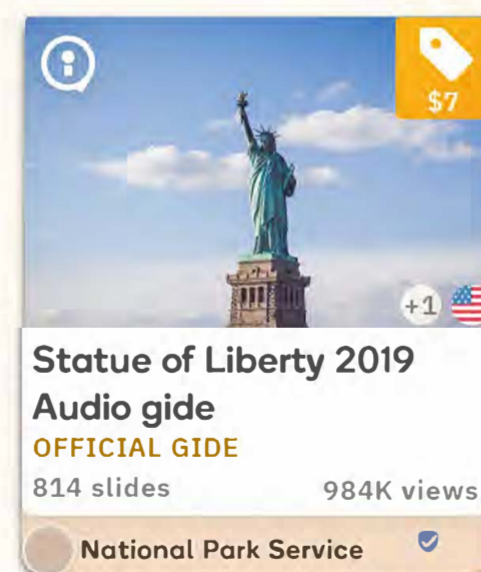 $7
+1
Statue of Liberty 2019
Audio gide
OFFICIAL GIDE
814 slides
984K views
National Park Service